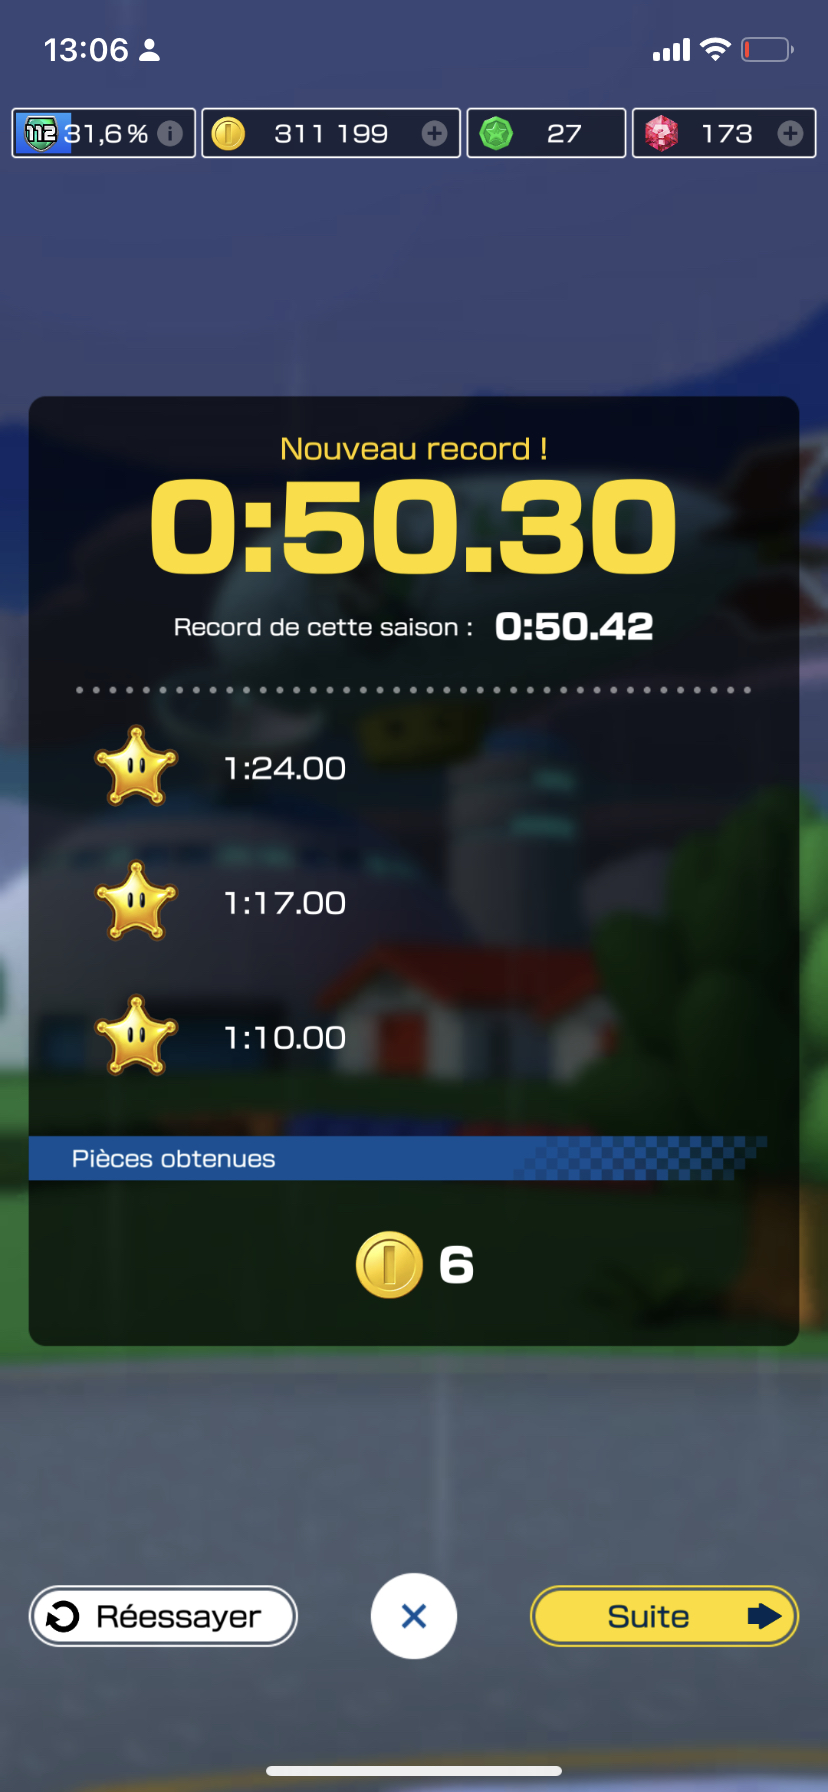 13:06
112 31,6 % i 311 199 + 27 ? 173 +
Nouveau record !
0:50.30
Record de cette saison : 0:50.42
1:24.00
1:17.00
1:10.00
Pièces obtenues
6
Réessayer × Suite